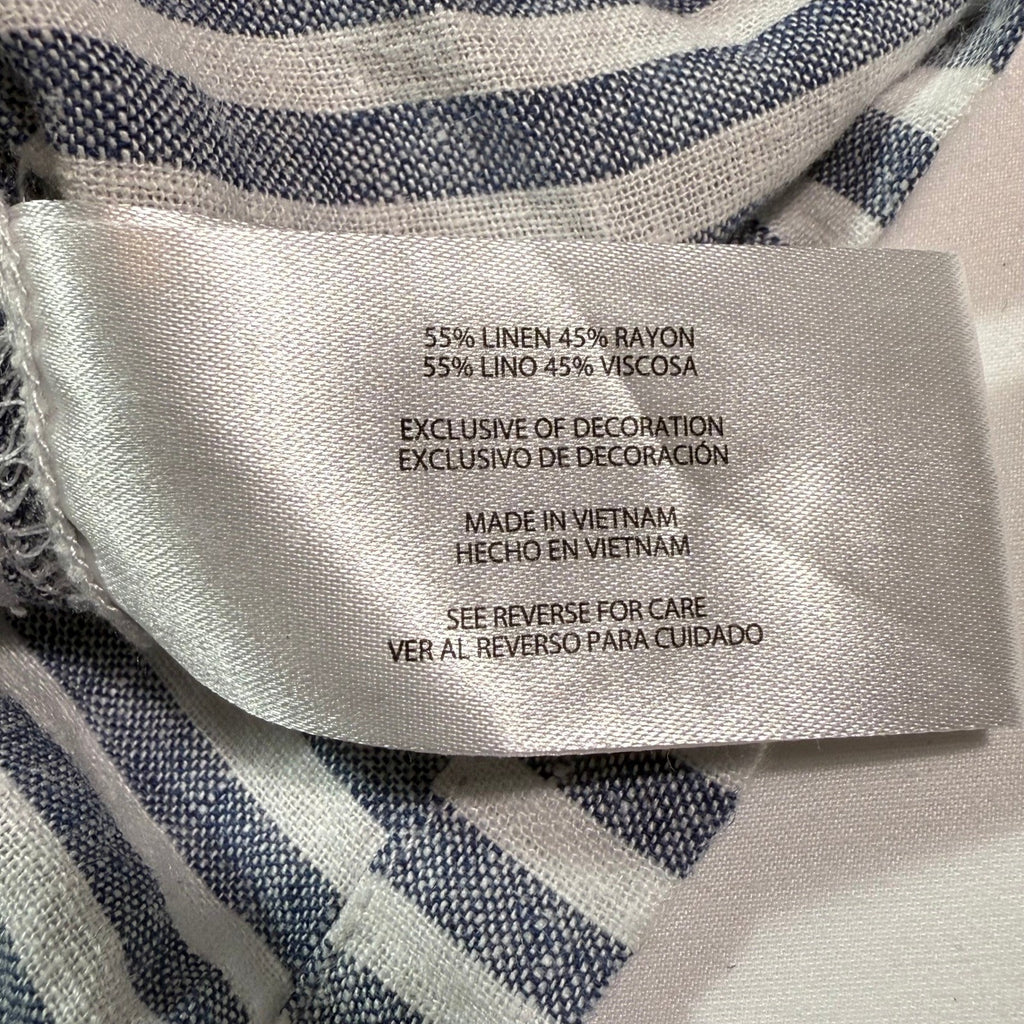 55% LINEN 45% RAYON
55% LINO 45% VISCOSA
EXCLUSIVE OF DECORATION
EXCLUSIVO DE DECORACIÓN
MADE IN VIETNAM
HECHO EN VIETNAM
SEE REVERSE FOR CARE
VER AL REVERSO PARA CUIDADO